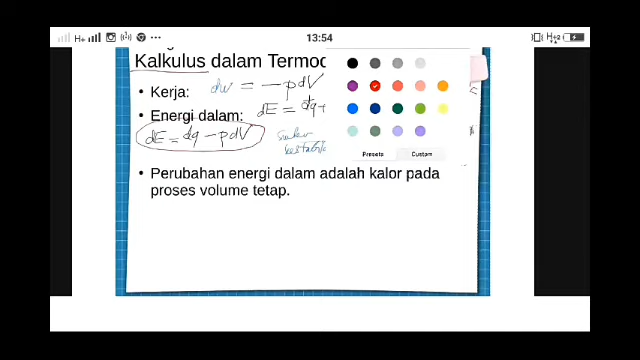 H+
13:54
H+
Kalkulus dalam Termod
• Kerja: dw = −pdV
• Energi dalam: dE = dq+
dE = dq − pdV
Presets Custom
• Perubahan energi dalam adalah kalor pada
proses volume tetap.